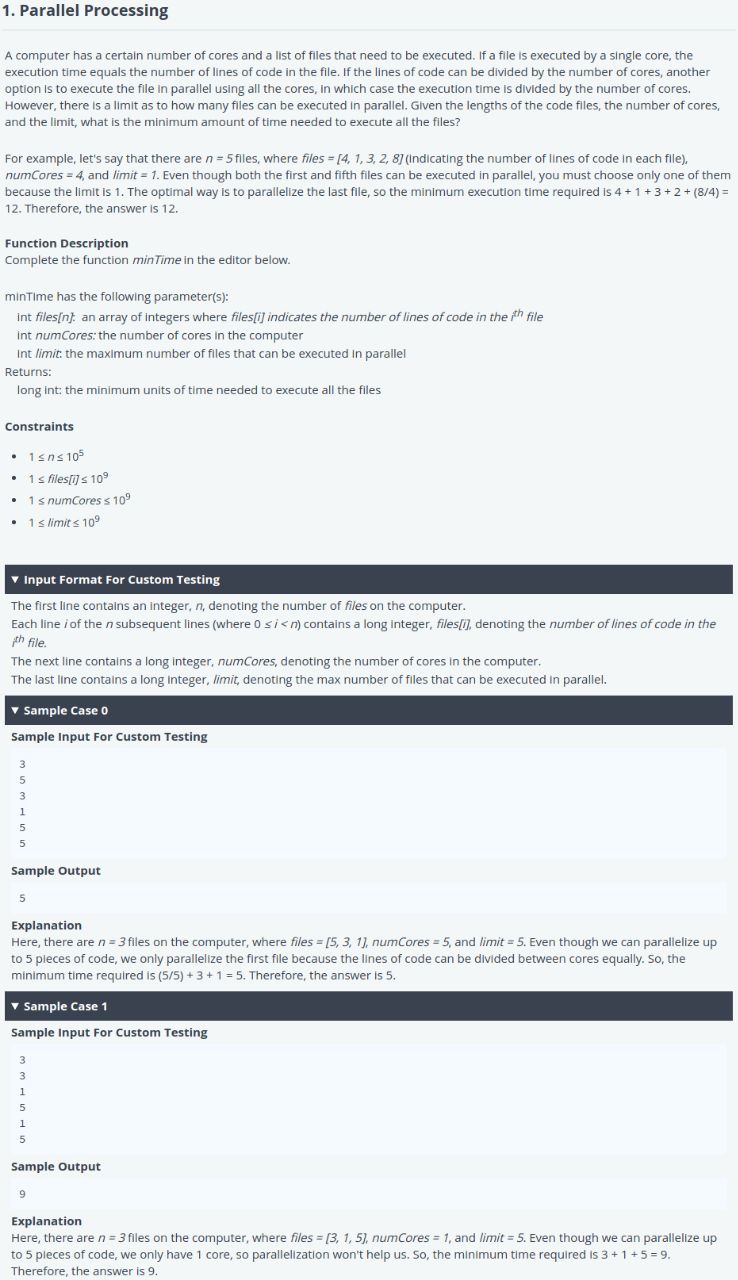 1. Parallel Processing
A computer has a certain number of cores and a list of files that need to be executed. If a file is executed by a single core, the
execution time equals the number of lines of code in the file. If the lines of code can be divided by the number of cores, another
option is to execute the file in parallel using all the cores, in which case the execution time is divided by the number of cores.
However, there is a limit as to how many files can be executed in parallel. Given the lengths of the code files, the number of cores,
and the limit, what is the minimum amount of time needed to execute all the files?
For example, let's say that there are n = 5 files, where files = [4, 1, 3, 2, 8] (indicating the number of lines of code in each file),
numCores = 4, and limit = 1. Even though both the first and fifth files can be executed in parallel, you must choose only one of them
because the limit is 1. The optimal way is to parallelize the last file, so the minimum execution time required is 4 + 1 + 3 + 2 + (8/4) =
12. Therefore, the answer is 12.
Function Description
Complete the function minTime in the editor below.
minTime has the following parameter(s):
int files[n]: an array of integers where files[i] indicates the number of lines of code in the iᵗʰ file
int numCores: the number of cores in the computer
int limit: the maximum number of files that can be executed in parallel
Returns:
long int: the minimum units of time needed to execute all the files
Constraints
• 1 ≤ n ≤ 10⁵
• 1 ≤ files[i] ≤ 10⁹
• 1 ≤ numCores ≤ 10⁹
• 1 ≤ limit ≤ 10⁹
▼ Input Format For Custom Testing
The first line contains an integer, n, denoting the number of files on the computer.
Each line i of the n subsequent lines (where 0 ≤ i < n) contains a long integer, files[i], denoting the number of lines of code in the
iᵗʰ file.
The next line contains a long integer, numCores, denoting the number of cores in the computer.
The last line contains a long integer, limit, denoting the max number of files that can be executed in parallel.
▼ Sample Case 0
Sample Input For Custom Testing
3
5
3
1
5
5
Sample Output
5
Explanation
Here, there are n = 3 files on the computer, where files = [5, 3, 1], numCores = 5, and limit = 5. Even though we can parallelize up
to 5 pieces of code, we only parallelize the first file because the lines of code can be divided between cores equally. So, the
minimum time required is (5/5) + 3 + 1 = 5. Therefore, the answer is 5.
▼ Sample Case 1
Sample Input For Custom Testing
3
3
1
5
1
5
Sample Output
9
Explanation
Here, there are n = 3 files on the computer, where files = [3, 1, 5], numCores = 1, and limit = 5. Even though we can parallelize up
to 5 pieces of code, we only have 1 core, so parallelization won't help us. So, the minimum time required is 3 + 1 + 5 = 9.
Therefore, the answer is 9.